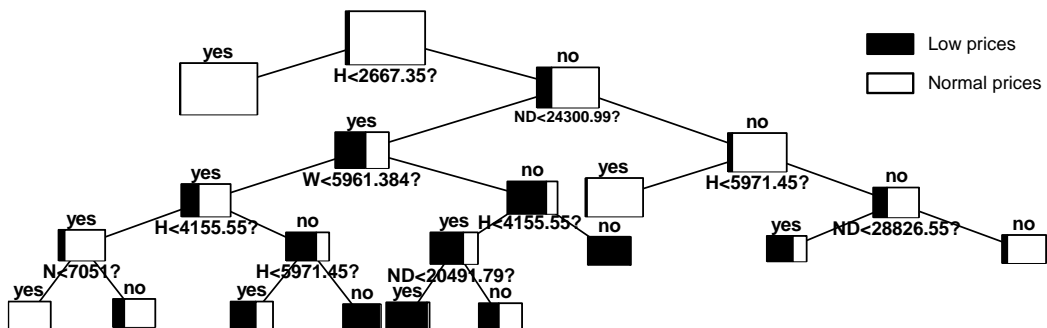 yes
H<2667.35?
no
Low prices
Normal prices
ND<24300.99?
yes
W<5961.384?
no
yes
H<5971.45?
yes
H<4155.55?
no
H<4155.55?
no
ND<28826.55?
yes
no
yes
N<7051?
no
H<5971.45?
yes
ND<20491.79?
no
yes
no
yes
no
yes
no